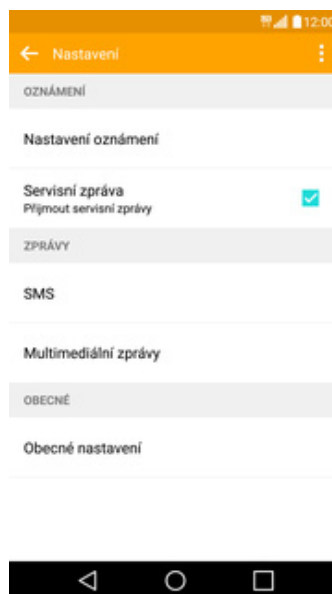 12:00
Nastavení
OZNÁMENÍ
Nastavení oznámení
Servisní zpráva
Přijmout servisní zprávy
ZPRÁVY
SMS
Multimediální zprávy
OBECNÉ
Obecné nastavení